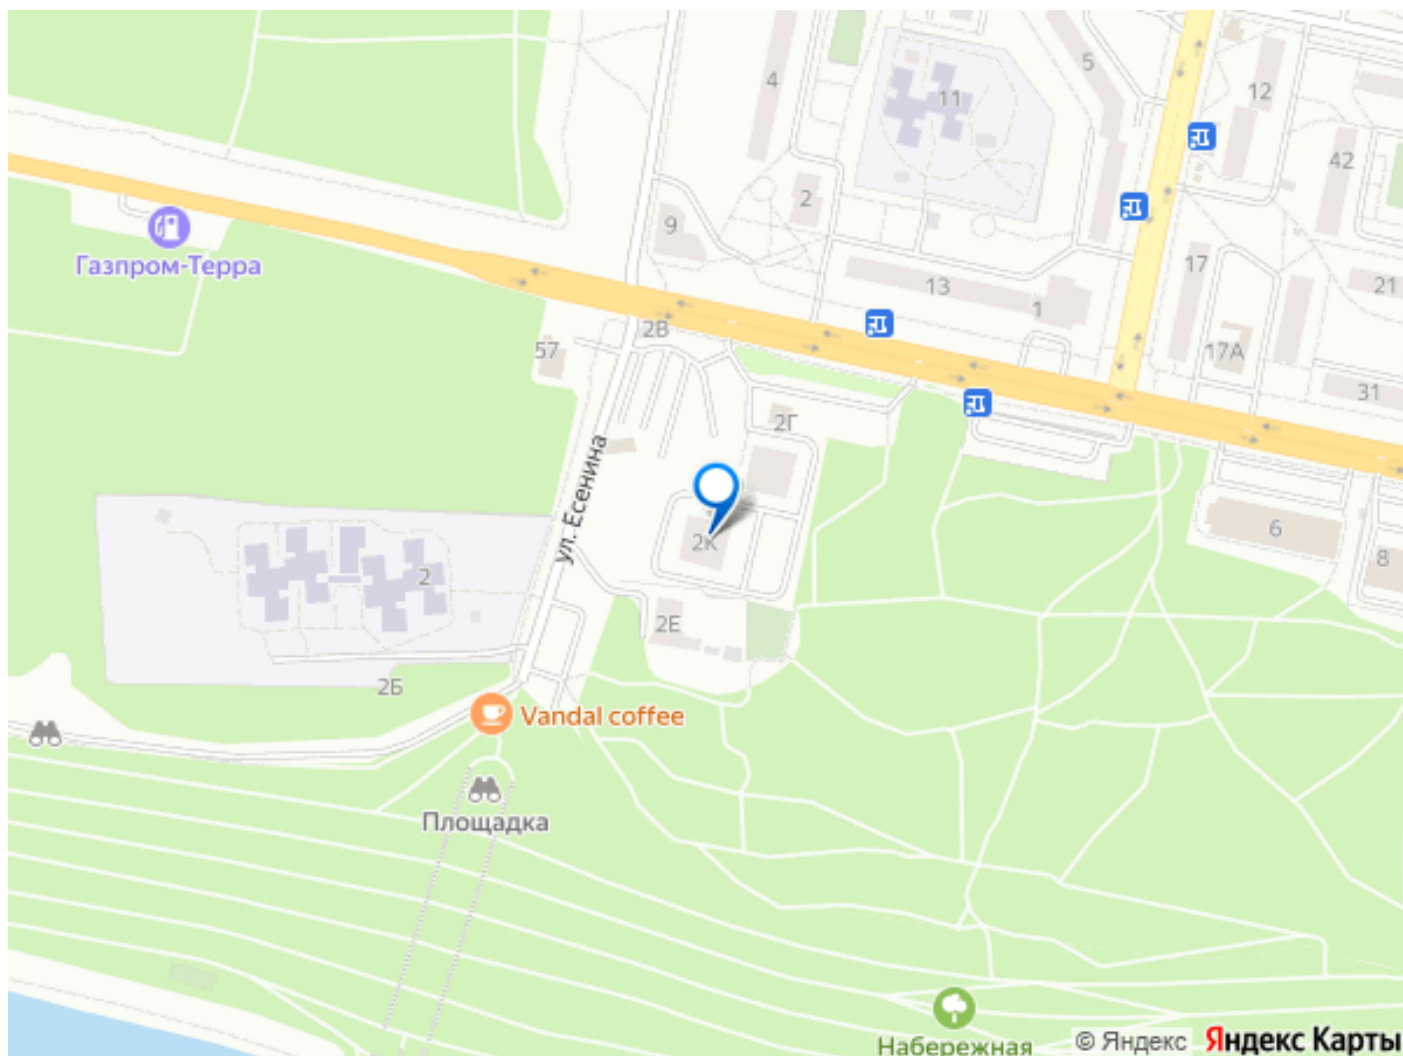 4
11
5
12
42
2
9
Газпром-Терра
13
1
17
21
2В
57
17А
31
2Г
ул. Есенина
6
2К
8
2
2Е
2Б
Vandal coffee
Площадка
Набережная
© Яндекс
Яндекс Карты